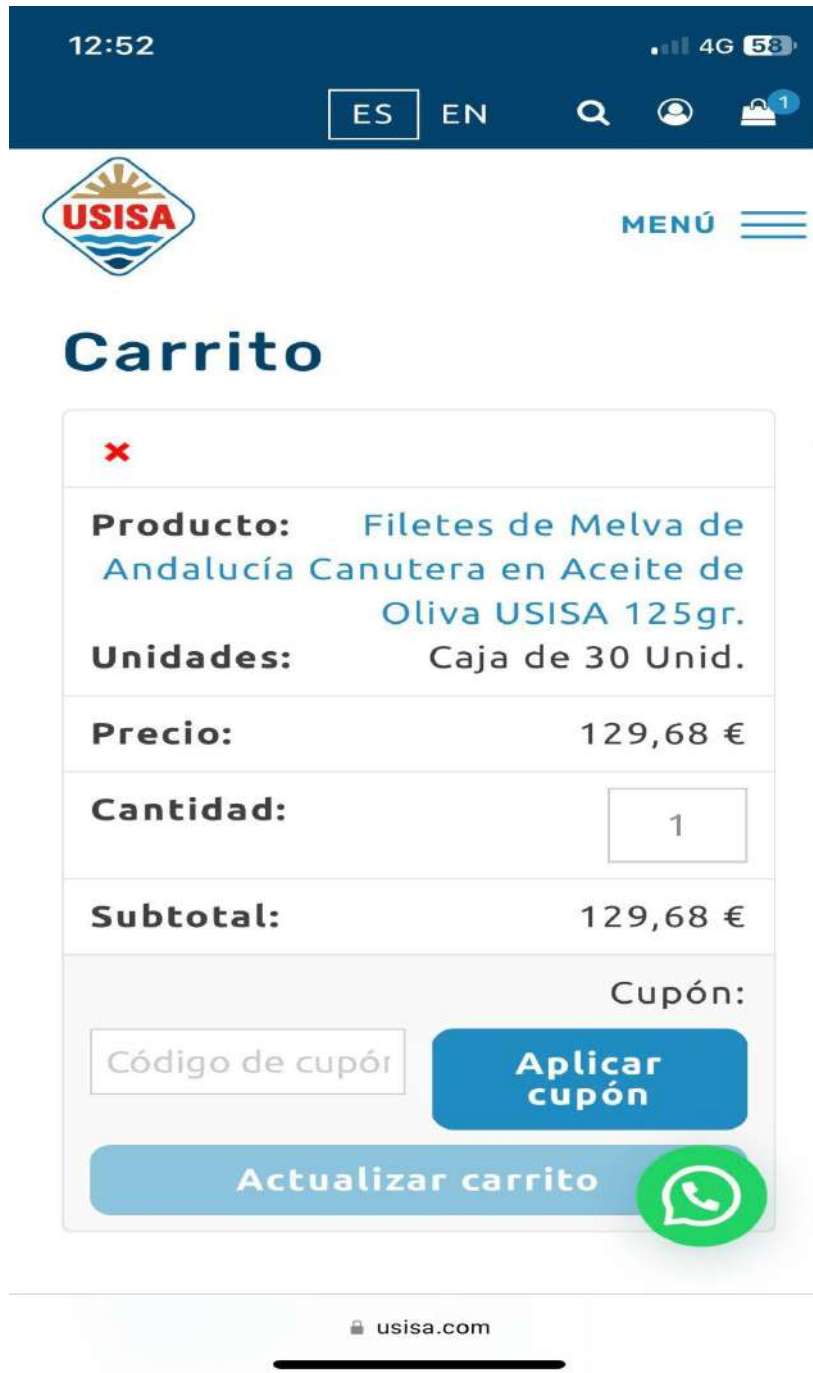 12:52 4G 58
ES EN 1
USISA
MENÚ
Carrito
Producto: Filetes de Melva de
Andalucía Canutera en Aceite de
Oliva USISA 125gr.
Unidades: Caja de 30 Unid.
Precio: 129,68 €
Cantidad: 1
Subtotal: 129,68 €
Cupón:
Código de cupón
Aplicar
cupón
Actualizar carrito
usisa.com